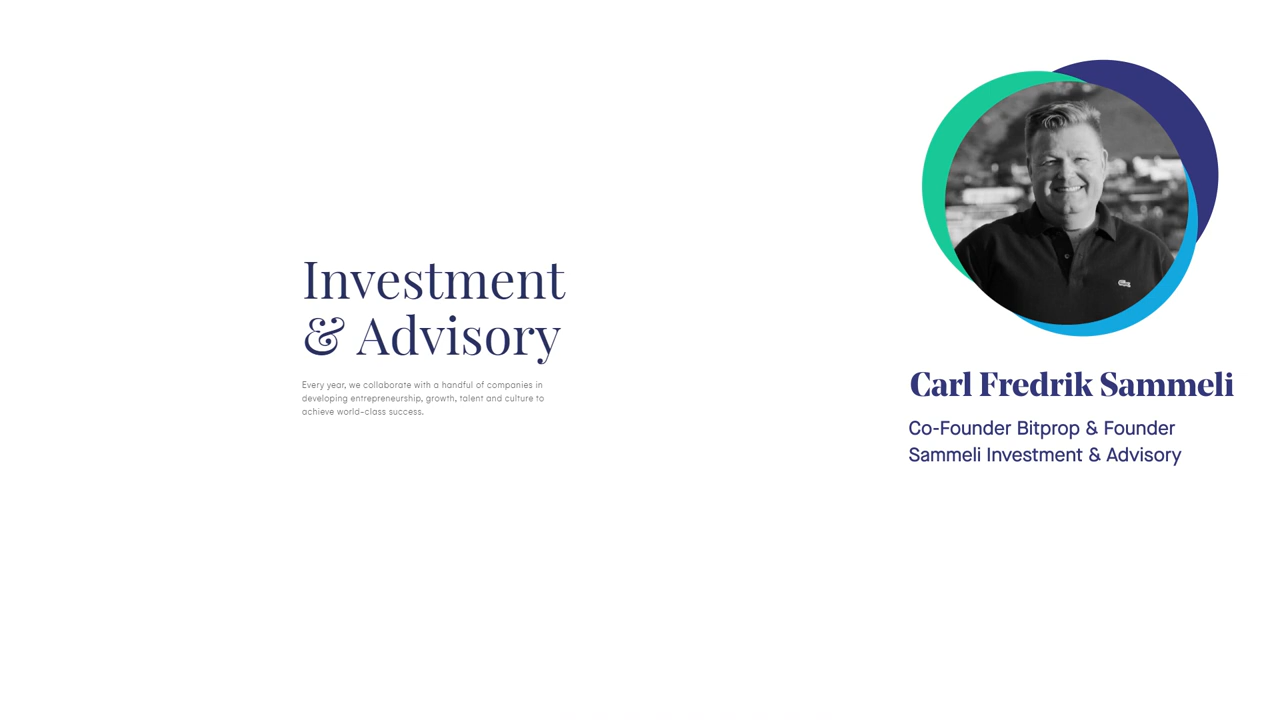 Investment
& Advisory
Every year, we collaborate with a handful of companies in
developing entrepreneurship, growth, talent and culture to
achieve world-class success.
Carl Fredrik Sammeli
Co-Founder Bitprop & Founder
Sammeli Investment & Advisory